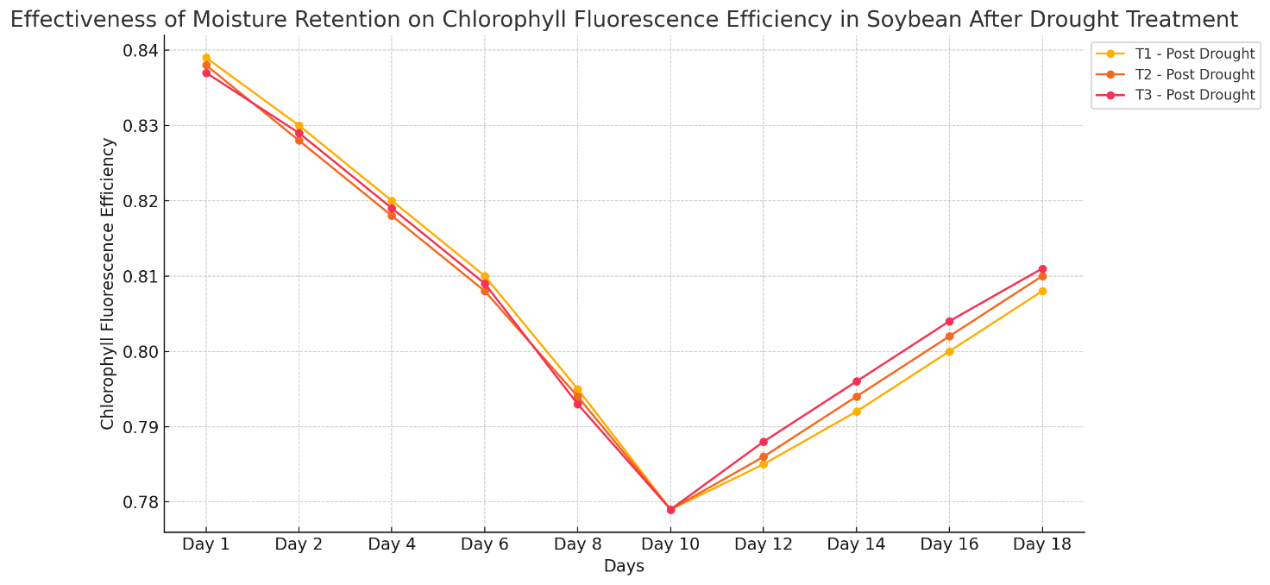 Effectiveness of Moisture Retention on Chlorophyll Fluorescence Efficiency in Soybean After Drought Treatment
T1 - Post Drought
T2 - Post Drought
T3 - Post Drought
Chlorophyll Fluorescence Efficiency
0.84
0.83
0.82
0.81
0.80
0.79
0.78
Day 1 Day 2 Day 4 Day 6 Day 8 Day 10 Day 12 Day 14 Day 16 Day 18
Days